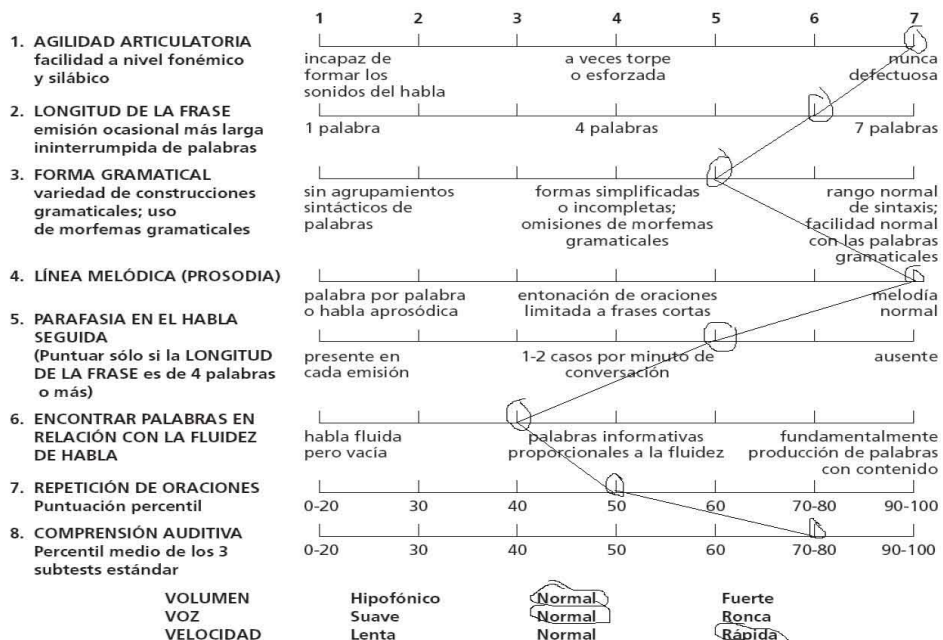 1 2 3 4 5 6 7
1. AGILIDAD ARTICULATORIA
facilidad a nivel fonémico
y silábico
incapaz de
formar los
sonidos del habla
a veces torpe
o esforzada
nunca
defectuosa
2. LONGITUD DE LA FRASE
emisión ocasional más larga
ininterrumpida de palabras
1 palabra
4 palabras
7 palabras
3. FORMA GRAMATICAL
variedad de construcciones
gramaticales; uso
de morfemas gramaticales
sin agrupamientos
sintácticos de
palabras
formas simplificadas
o incompletas;
omisiones de morfemas
gramaticales
rango normal
de sintaxis;
facilidad normal
con las palabras
gramaticales
4. LÍNEA MELÓDICA (PROSODIA)
palabra por palabra
o habla aprosódica
entonación de oraciones
limitada a frases cortas
melodía
normal
5. PARAFASIA EN EL HABLA
SEGUIDA
(Puntuar sólo si la LONGITUD
DE LA FRASE es de 4 palabras
o más)
presente en
cada emisión
1-2 casos por minuto de
conversación
ausente
6. ENCONTRAR PALABRAS EN
RELACIÓN CON LA FLUIDEZ
DE HABLA
habla fluida
pero vacía
palabras informativas
proporcionales a la fluidez
fundamentalmente
producción de palabras
con contenido
7. REPETICIÓN DE ORACIONES
Puntuación percentil
0-20 30 40 50 60 70-80 90-100
8. COMPRENSIÓN AUDITIVA
Percentil medio de los 3
subtests estándar
0-20 30 40 50 60 70-80 90-100
VOLUMEN Hipofónico Normal Fuerte
VOZ Suave Normal Ronca
VELOCIDAD Lenta Normal Rápida